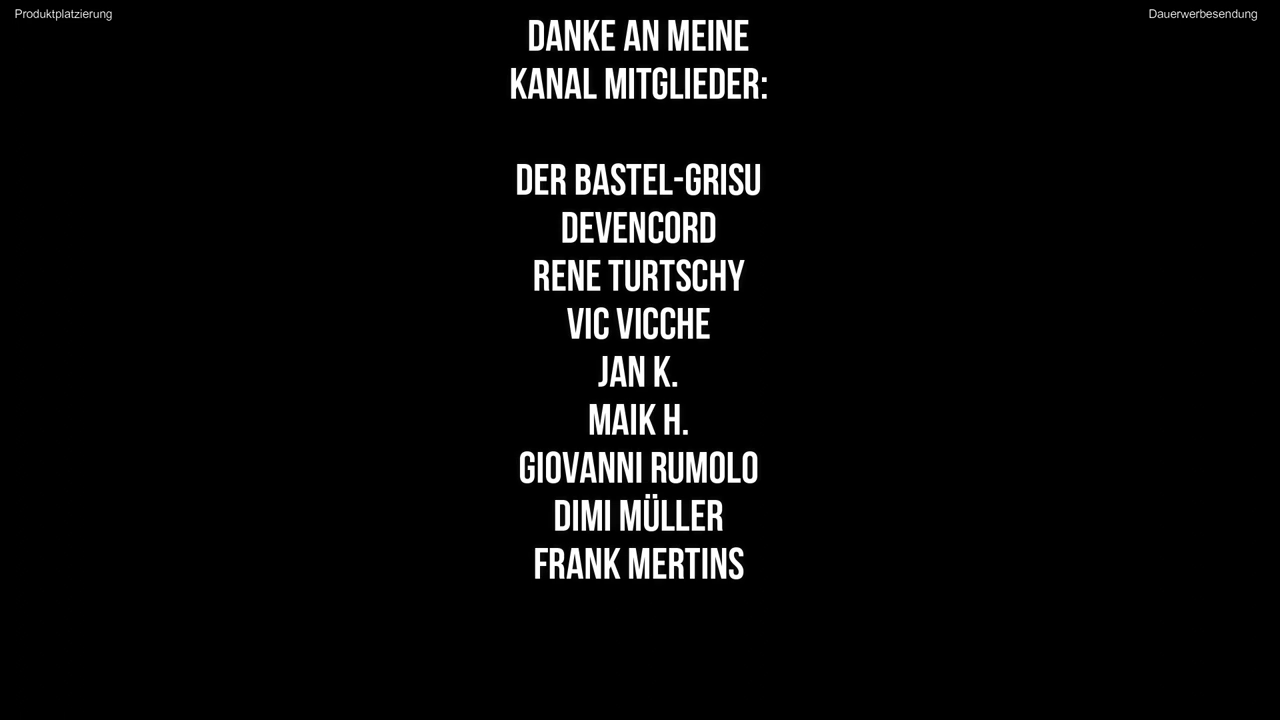 Produktplatzierung
Dauerwerbesendung
DANKE AN MEINE
KANAL MITGLIEDER:
DER BASTEL-GRISU
DEVENCORD
RENE TURTSCHY
VIC VICCHE
JAN K.
MAIK H.
GIOVANNI RUMOLO
DIMI MÜLLER
FRANK MERTINS